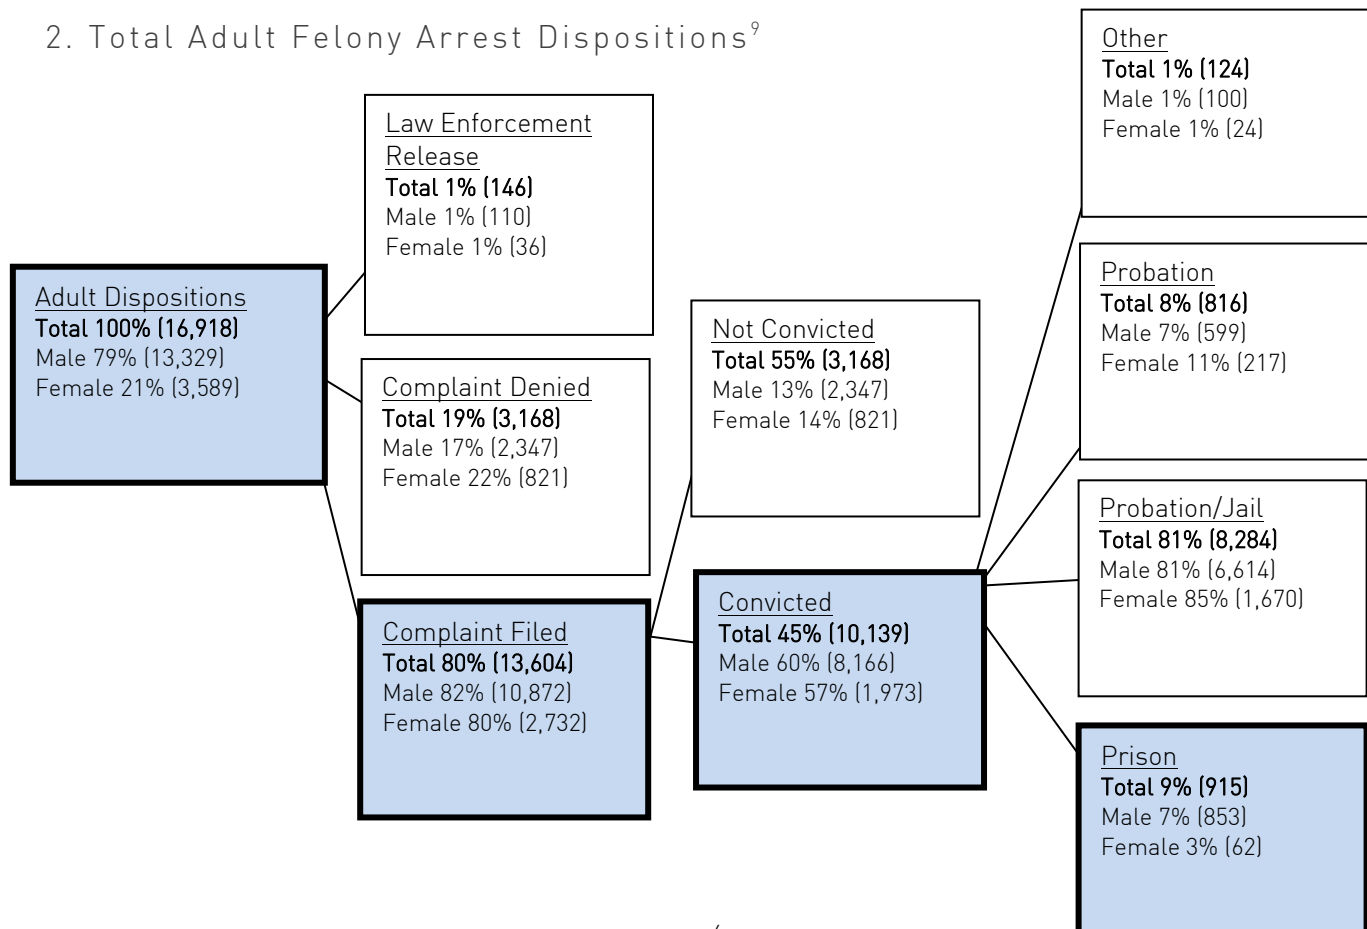 2. Total Adult Felony Arrest Dispositions⁹
Adult Dispositions
Total 100% (16,918)
Male 79% (13,329)
Female 21% (3,589)
Law Enforcement
Release
Total 1% (146)
Male 1% (110)
Female 1% (36)
Complaint Denied
Total 19% (3,168)
Male 17% (2,347)
Female 22% (821)
Complaint Filed
Total 80% (13,604)
Male 82% (10,872)
Female 80% (2,732)
Not Convicted
Total 55% (3,168)
Male 13% (2,347)
Female 14% (821)
Convicted
Total 45% (10,139)
Male 60% (8,166)
Female 57% (1,973)
Other
Total 1% (124)
Male 1% (100)
Female 1% (24)
Probation
Total 8% (816)
Male 7% (599)
Female 11% (217)
Probation/Jail
Total 81% (8,284)
Male 81% (6,614)
Female 85% (1,670)
Prison
Total 9% (915)
Male 7% (853)
Female 3% (62)